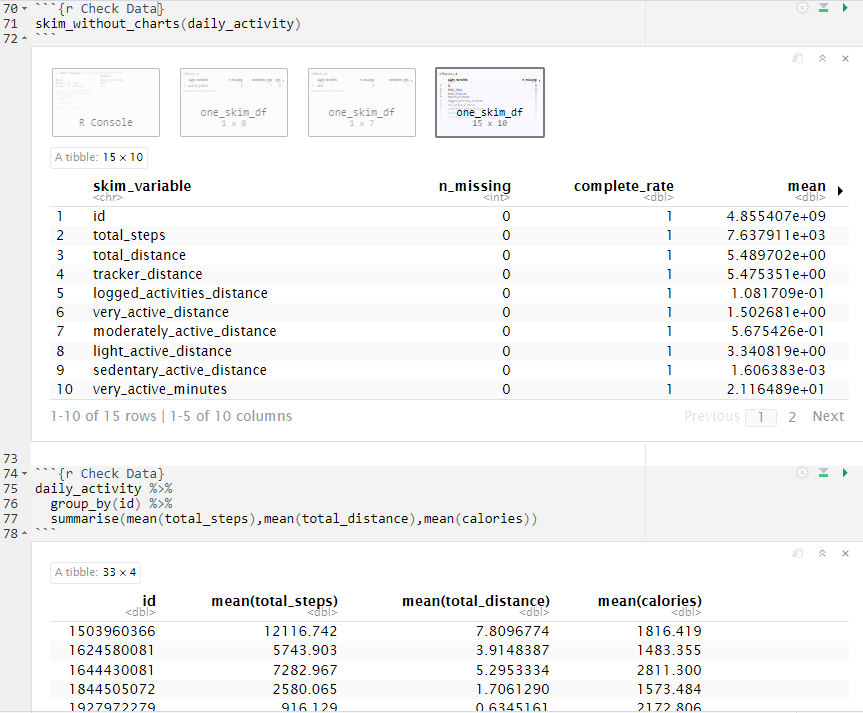 70 ```{r Check Data}
71 skim_without_charts(daily_activity)
72 ```
R Console
one_skim_df
1 x 8
one_skim_df
1 x 7
one_skim_df
15 x 10
A tibble: 15 × 10
skim_variable n_missing complete_rate mean
<chr> <int> <dbl> <dbl>
1 id 0 1 4.855407e+09
2 total_steps 0 1 7.637911e+03
3 total_distance 0 1 5.489702e+00
4 tracker_distance 0 1 5.475351e+00
5 logged_activities_distance 0 1 1.081709e-01
6 very_active_distance 0 1 1.502681e+00
7 moderately_active_distance 0 1 5.675426e-01
8 light_active_distance 0 1 3.340819e+00
9 sedentary_active_distance 0 1 1.606383e-03
10 very_active_minutes 0 1 2.116489e+01
1-10 of 15 rows | 1-5 of 10 columns Previous 1 2 Next
73
74 ```{r Check Data}
75 daily_activity %>%
76 group_by(id) %>%
77 summarise(mean(total_steps),mean(total_distance),mean(calories))
78 ```
A tibble: 33 × 4
id mean(total_steps) mean(total_distance) mean(calories)
<dbl> <dbl> <dbl> <dbl>
1503960366 12116.742 7.8096774 1816.419
1624580081 5743.903 3.9148387 1483.355
1644430081 7282.967 5.2953334 2811.300
1844505072 2580.065 1.7061290 1573.484
1927972279 916.129 0.6345161 2172.806